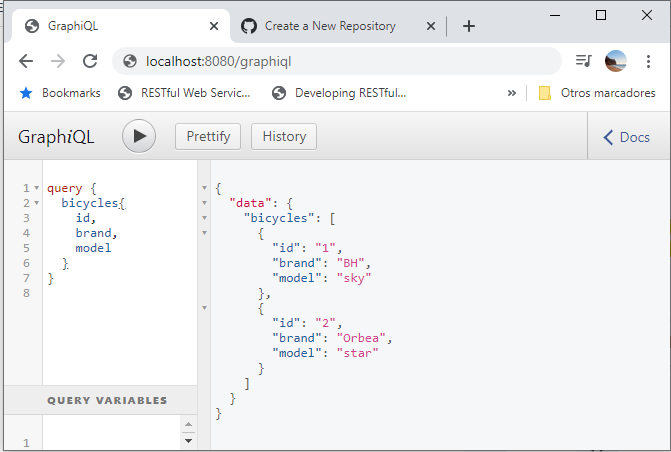 GraphiQL
Create a New Repository
localhost:8080/graphiql
Bookmarks
RESTful Web Servic...
Developing RESTful...
»
Otros marcadores
GraphiQL
Prettify
History
Docs
1 query {
2 bicycles{
3 id,
4 brand,
5 model
6 }
7 }
8
QUERY VARIABLES
1
{
"data": {
"bicycles": [
{
"id": "1",
"brand": "BH",
"model": "sky"
},
{
"id": "2",
"brand": "Orbea",
"model": "star"
}
]
}
}